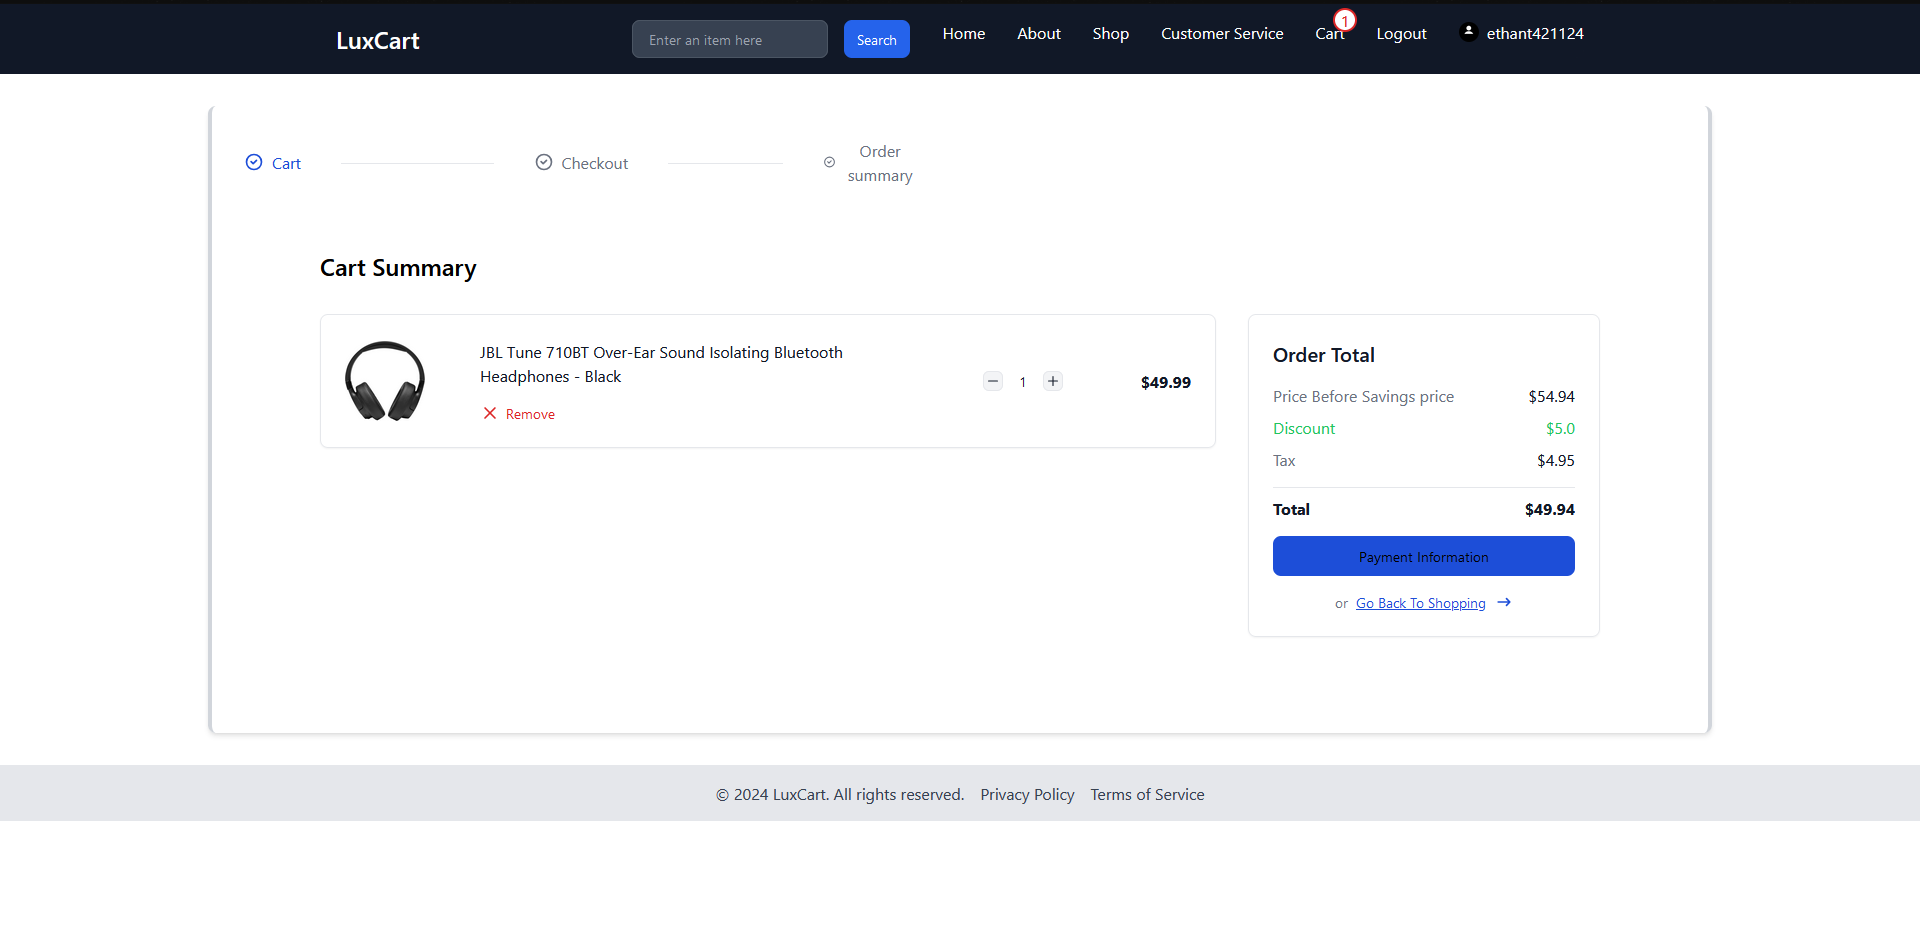 LuxCart
Enter an item here
Search
Home
About
Shop
Customer Service
Cart
1
Logout
ethant421124
Cart
Checkout
Order
summary
Cart Summary
JBL Tune 710BT Over-Ear Sound Isolating Bluetooth
Headphones - Black
Remove
1
$49.99
Order Total
Price Before Savings price $54.94
Discount $5.0
Tax $4.95
Total $49.94
Payment Information
or Go Back To Shopping
© 2024 LuxCart. All rights reserved. Privacy Policy Terms of Service